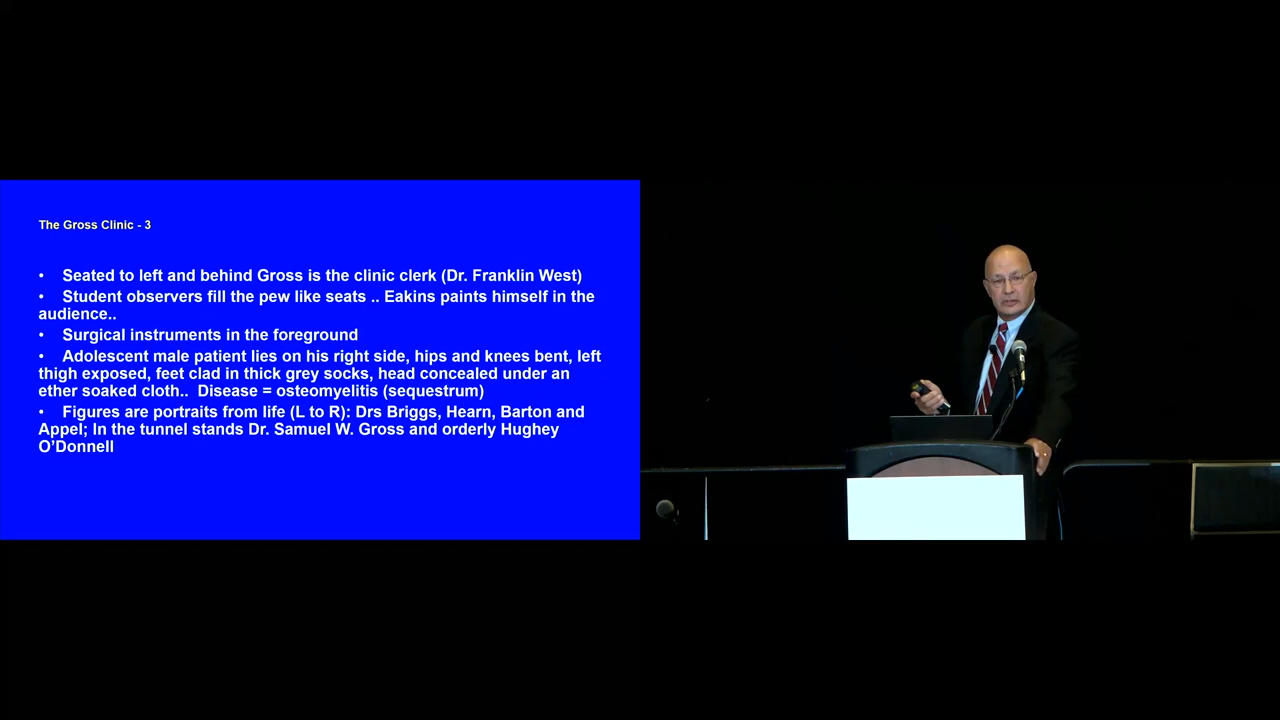 The Gross Clinic - 3
• Seated to left and behind Gross is the clinic clerk (Dr. Franklin West)
• Student observers fill the pew like seats .. Eakins paints himself in the
audience..
• Surgical instruments in the foreground
• Adolescent male patient lies on his right side, hips and knees bent, left
thigh exposed, feet clad in thick grey socks, head concealed under an
ether soaked cloth.. Disease = osteomyelitis (sequestrum)
• Figures are portraits from life (L to R): Drs Briggs, Hearn, Barton and
Appel; In the tunnel stands Dr. Samuel W. Gross and orderly Hughey
O’Donnell